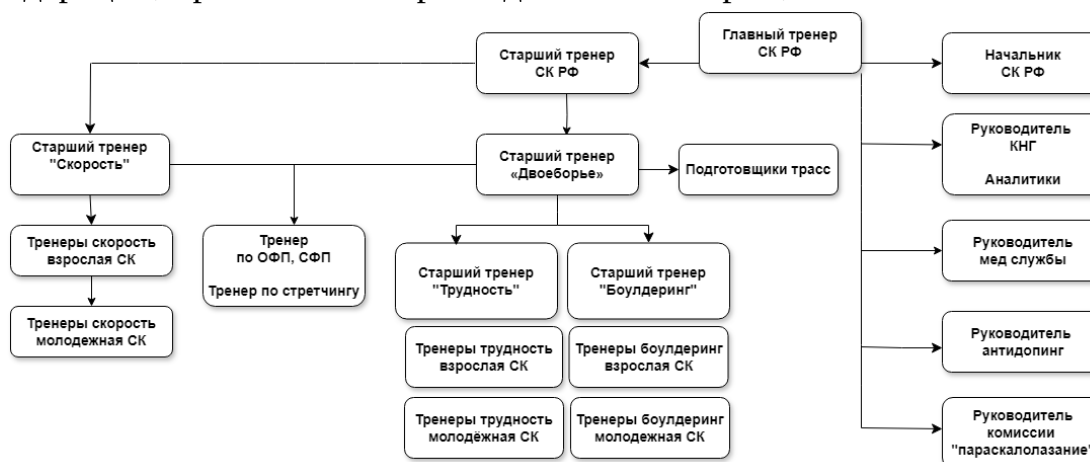 Главный тренер
СК РФ
Старший тренер
СК РФ
Начальник
СК РФ
Старший тренер
"Скорость"
Старший тренер
«Двоеборье»
Подготовщики трасс
Руководитель
КНГ
Аналитики
Тренеры скорость
взрослая СК
Тренер
по ОФП, СФП
Тренер по стретчингу
Старший тренер
"Трудность"
Старший тренер
"Боулдеринг"
Руководитель
мед службы
Тренеры скорость
молодежная СК
Тренеры трудность
взрослая СК
Тренеры боулдеринг
взрослая СК
Руководитель
антидопинг
Тренеры трудность
молодёжная СК
Тренеры боулдеринг
молодежная СК
Руководитель
комиссии
"параскалолазание"